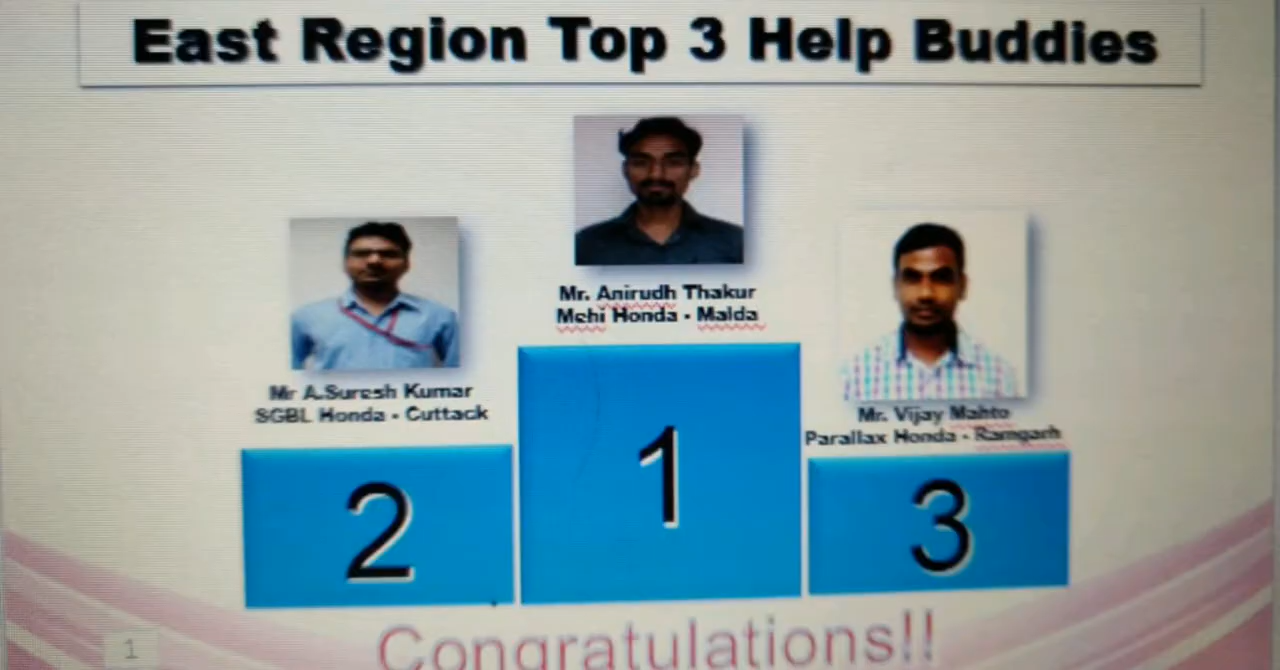 East Region Top 3 Help Buddies
Mr. Anirudh Thakur
Mehi Honda - Malda
Mr A.Suresh Kumar
SGBL Honda - Cuttack
Mr. Vijay Mahto
Parallax Honda - Ramgarh
1
2
3
Congratulations!!
1